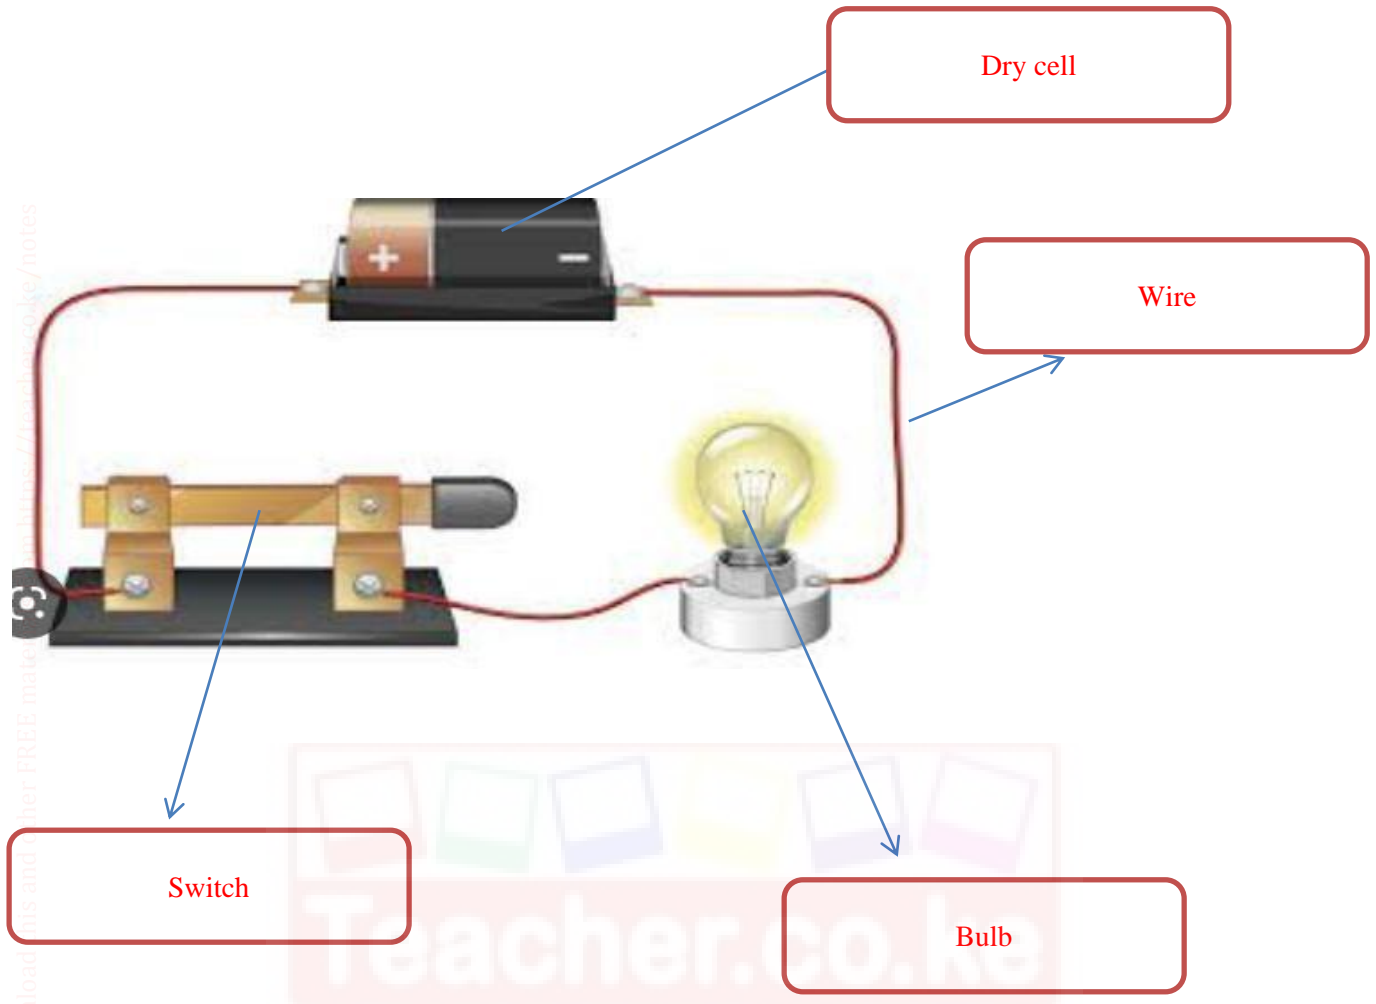 Dry cell
+
−
Wire
Switch
Bulb
Teacher.co.ke